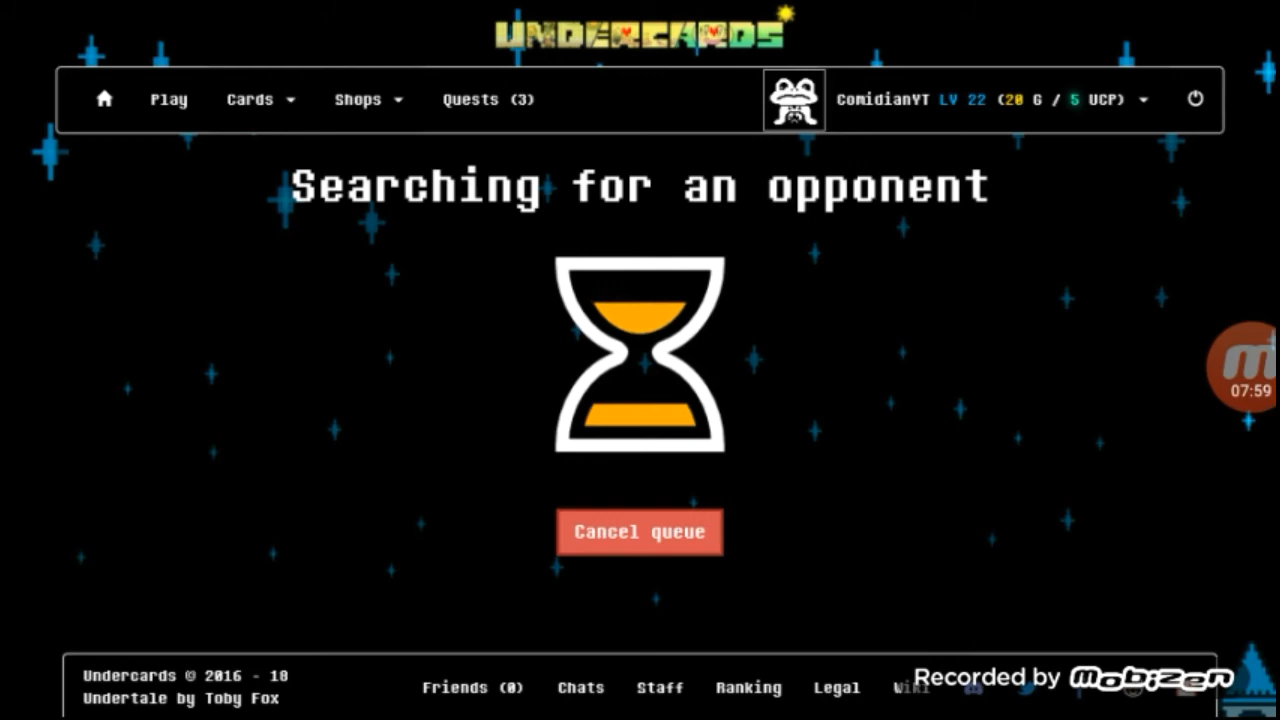 UNDERCARDS
Play Cards Shops Quests (3) ComidianYT LV 22 (20 G / 5 UCP)
Searching for an opponent
07:59
Cancel queue
Undercards © 2016 - 18
Undertale by Toby Fox
Friends (0) Chats Staff Ranking Legal Wiki
Recorded by mobizen